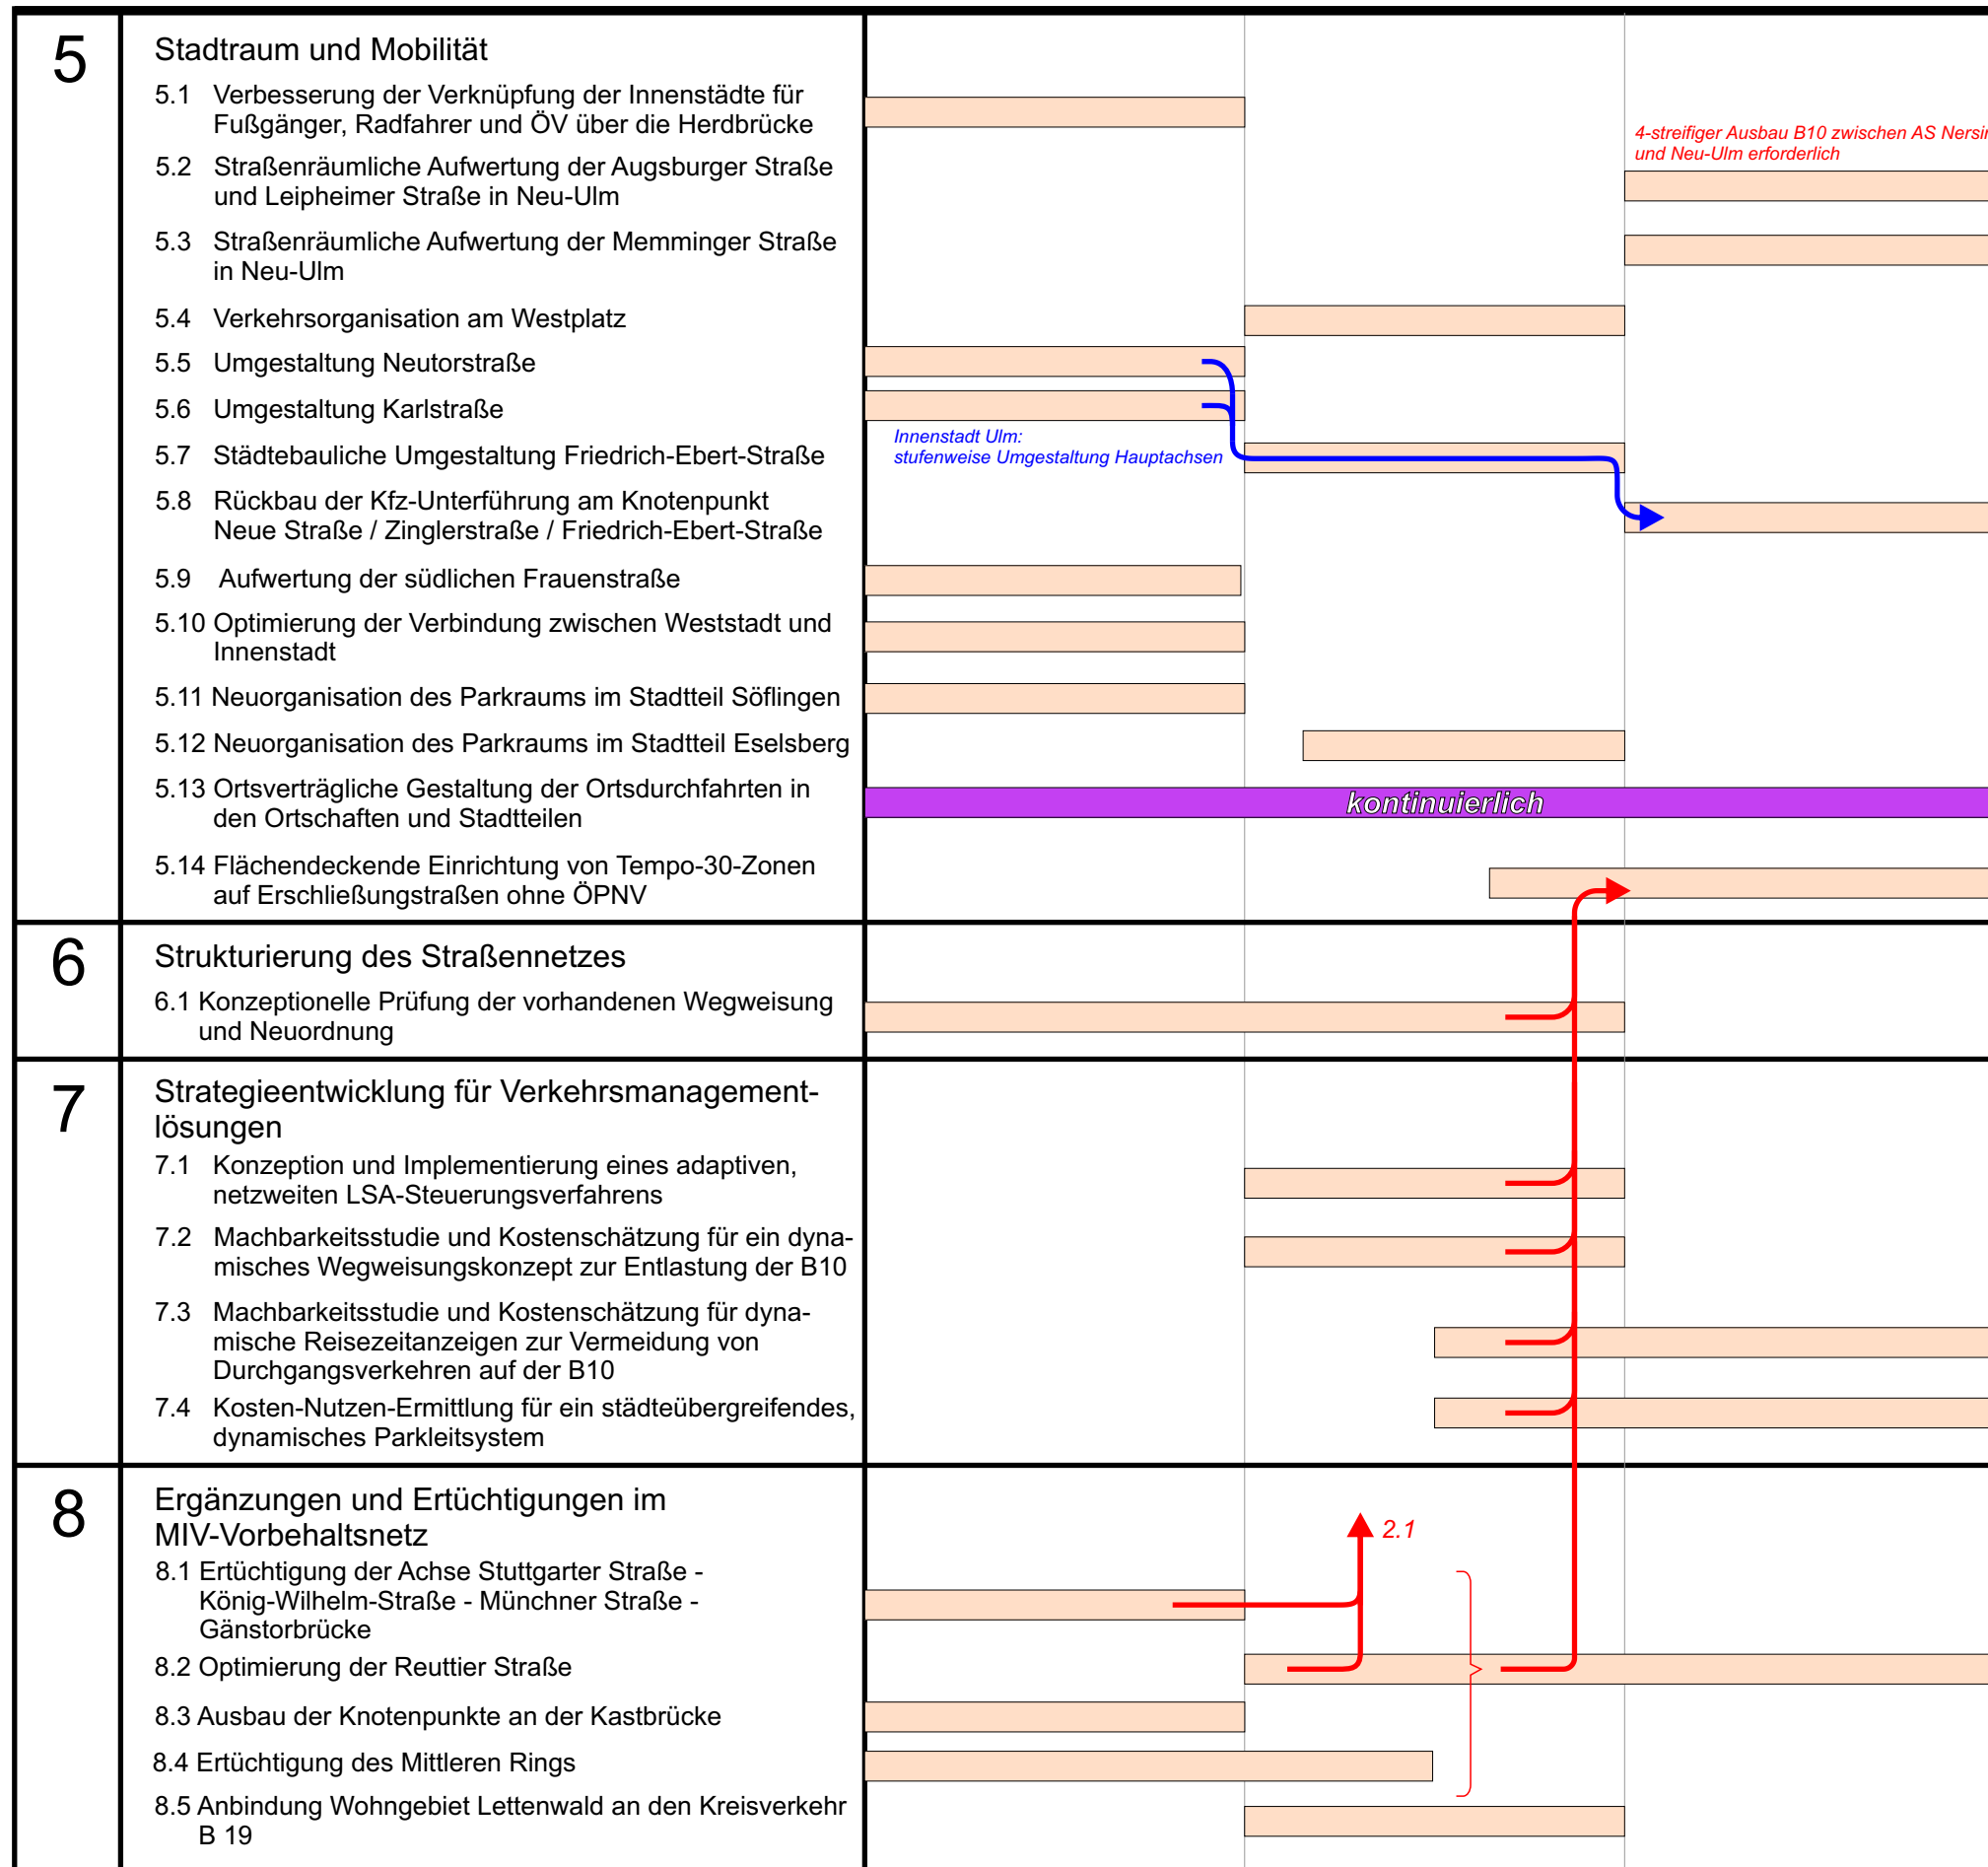 5
Stadtraum und Mobilität
5.1 Verbesserung der Verknüpfung der Innenstädte für
Fußgänger, Radfahrer und ÖV über die Herdbrücke
4-streifiger Ausbau B10 zwischen AS Nersin
und Neu-Ulm erforderlich
5.2 Straßenräumliche Aufwertung der Augsburger Straße
und Leipheimer Straße in Neu-Ulm
5.3 Straßenräumliche Aufwertung der Memminger Straße
in Neu-Ulm
5.4 Verkehrsorganisation am Westplatz
5.5 Umgestaltung Neutorstraße
5.6 Umgestaltung Karlstraße
Innenstadt Ulm:
stufenweise Umgestaltung Hauptachsen
5.7 Städtebauliche Umgestaltung Friedrich-Ebert-Straße
5.8 Rückbau der Kfz-Unterführung am Knotenpunkt
Neue Straße / Zinglerstraße / Friedrich-Ebert-Straße
5.9 Aufwertung der südlichen Frauenstraße
5.10 Optimierung der Verbindung zwischen Weststadt und
Innenstadt
5.11 Neuorganisation des Parkraums im Stadtteil Söflingen
5.12 Neuorganisation des Parkraums im Stadtteil Eselsberg
5.13 Ortsverträgliche Gestaltung der Ortsdurchfahrten in
den Ortschaften und Stadtteilen
kontinuierlich
5.14 Flächendeckende Einrichtung von Tempo-30-Zonen
auf Erschließungstraßen ohne ÖPNV
6
Strukturierung des Straßennetzes
6.1 Konzeptionelle Prüfung der vorhandenen Wegweisung
und Neuordnung
7
Strategieentwicklung für Verkehrsmanagement-
lösungen
7.1 Konzeption und Implementierung eines adaptiven,
netzweiten LSA-Steuerungsverfahrens
7.2 Machbarkeitsstudie und Kostenschätzung für ein dyna-
misches Wegweisungskonzept zur Entlastung der B10
7.3 Machbarkeitsstudie und Kostenschätzung für dyna-
mische Reisezeitanzeigen zur Vermeidung von
Durchgangsverkehren auf der B10
7.4 Kosten-Nutzen-Ermittlung für ein städteübergreifendes,
dynamisches Parkleitsystem
8
Ergänzungen und Ertüchtigungen im
MIV-Vorbehaltsnetz
2.1
8.1 Ertüchtigung der Achse Stuttgarter Straße -
König-Wilhelm-Straße - Münchner Straße -
Gänstorbrücke
8.2 Optimierung der Reuttier Straße
8.3 Ausbau der Knotenpunkte an der Kastbrücke
8.4 Ertüchtigung des Mittleren Rings
8.5 Anbindung Wohngebiet Lettenwald an den Kreisverkehr
B 19